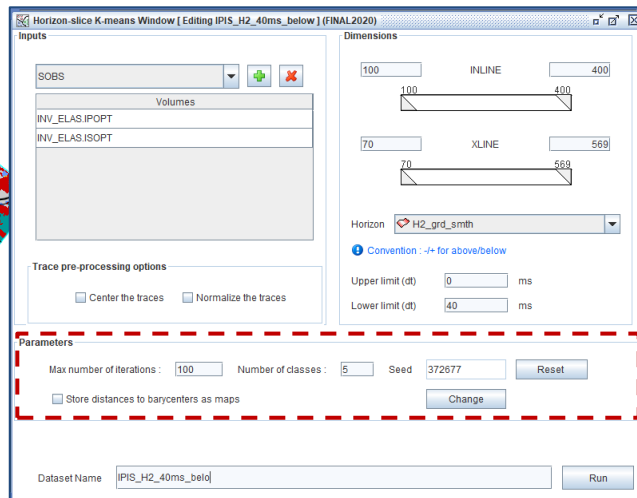 Horizon-slice K-means Window [ Editing IPIS_H2_40ms_below ] (FINAL2020)
Inputs
SOBS
Volumes
INV_ELAS.IPOPT
INV_ELAS.ISOPT
Trace pre-processing options
Center the traces Normalize the traces
Dimensions
100 INLINE 400
100 400
70 XLINE 569
70 569
Horizon H2_grd_smth
Convention : -/+ for above/below
Upper limit (dt) 0 ms
Lower limit (dt) 40 ms
Parameters
Max number of iterations : 100 Number of classes : 5 Seed 372677 Reset
Store distances to barycenters as maps Change
Dataset Name IPIS_H2_40ms_belo Run